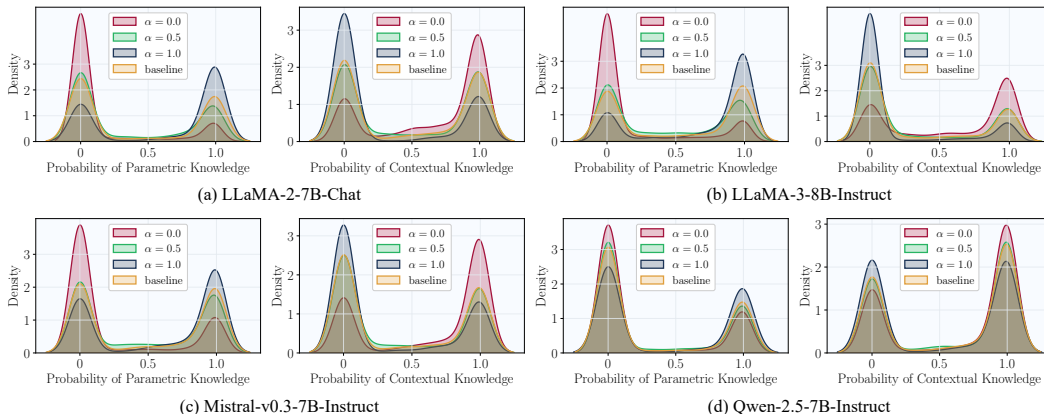 α = 0.0
α = 0.5
α = 1.0
baseline
Density
3
2
1
0
0
0.5
1.0
Probability of Parametric Knowledge
α = 0.0
α = 0.5
α = 1.0
baseline
Density
3
2
1
0
0
0.5
1.0
Probability of Contextual Knowledge
(a) LLaMA-2-7B-Chat
α = 0.0
α = 0.5
α = 1.0
baseline
Density
3
2
1
0
0
0.5
1.0
Probability of Parametric Knowledge
α = 0.0
α = 0.5
α = 1.0
baseline
Density
3
2
1
0
0
0.5
1.0
Probability of Contextual Knowledge
(b) LLaMA-3-8B-Instruct
α = 0.0
α = 0.5
α = 1.0
baseline
Density
3
2
1
0
0
0.5
1.0
Probability of Parametric Knowledge
α = 0.0
α = 0.5
α = 1.0
baseline
Density
3
2
1
0
0
0.5
1.0
Probability of Contextual Knowledge
(c) Mistral-v0.3-7B-Instruct
α = 0.0
α = 0.5
α = 1.0
baseline
Density
3
2
1
0
0
0.5
1.0
Probability of Parametric Knowledge
α = 0.0
α = 0.5
α = 1.0
baseline
Density
3
2
1
0
0
0.5
1.0
Probability of Contextual Knowledge
(d) Qwen-2.5-7B-Instruct